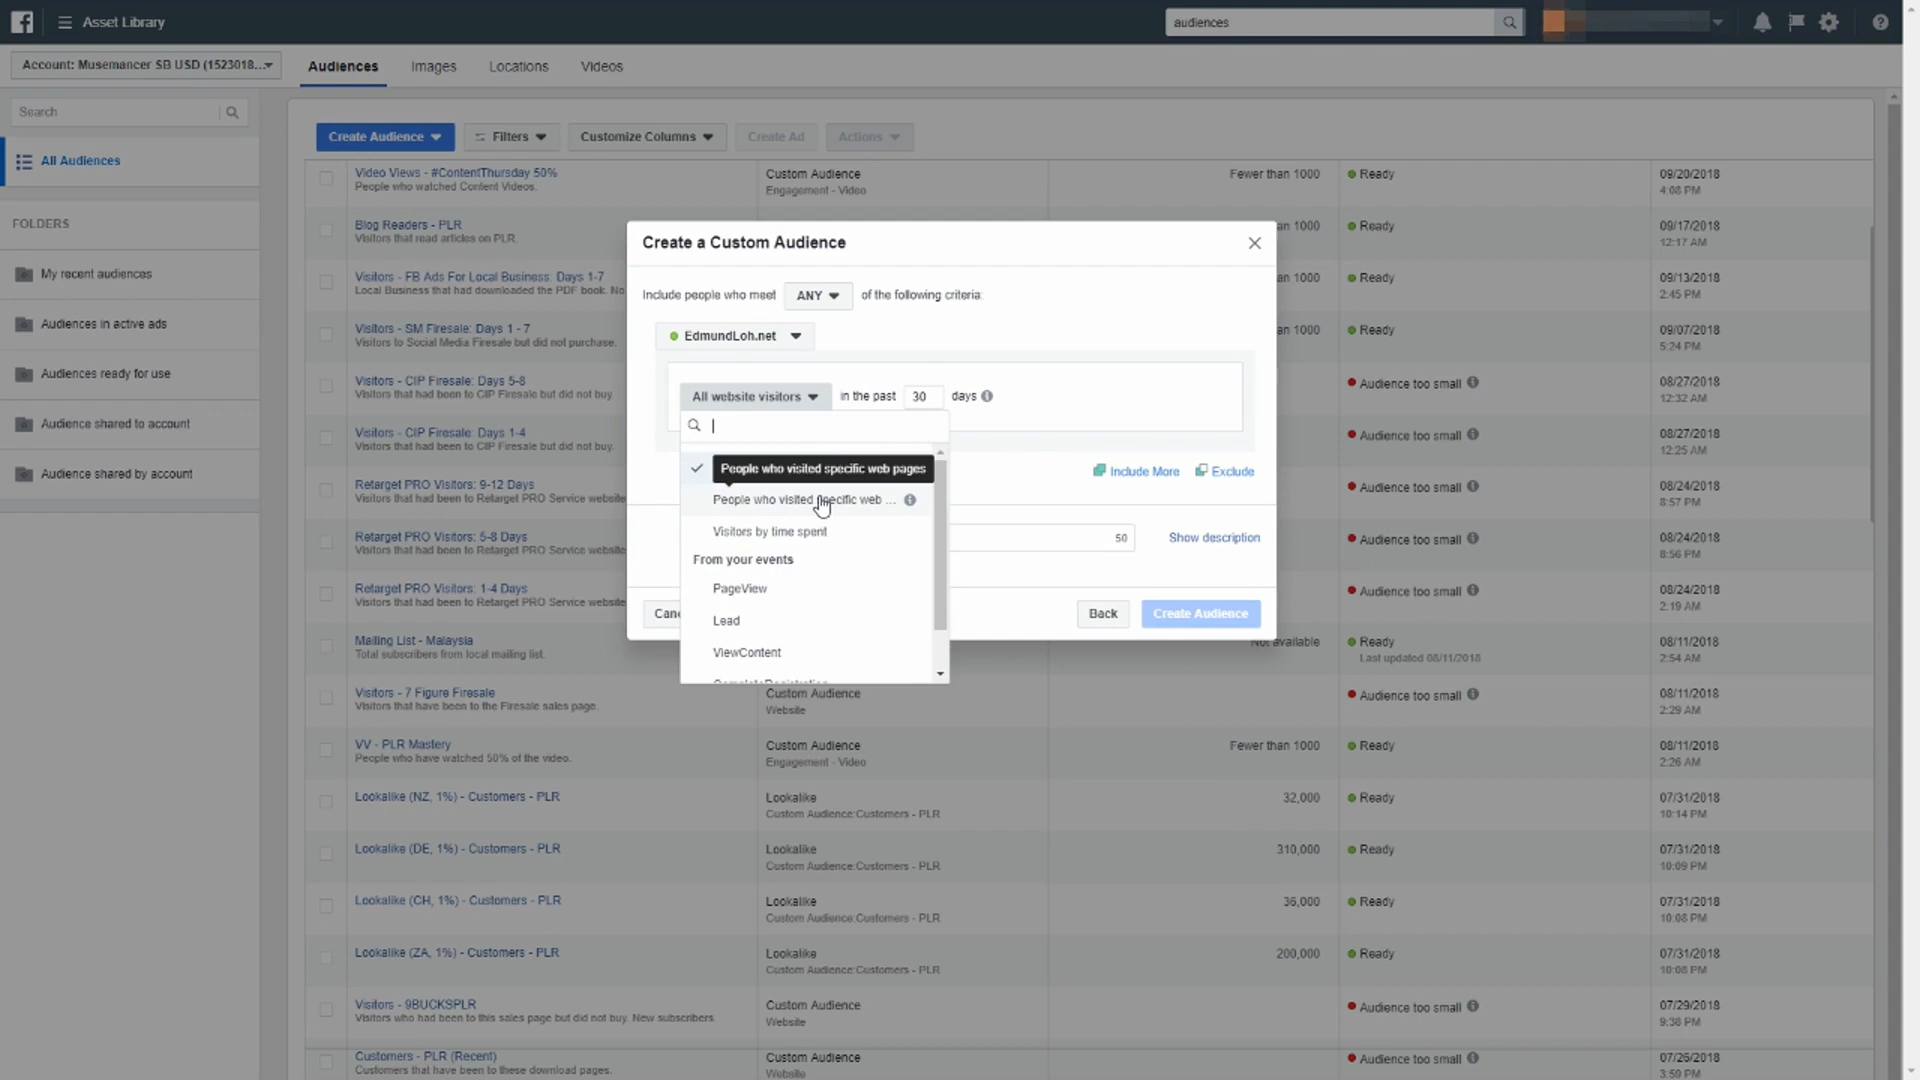 Asset Library
audiences
Account: Musemancer SB USD (1523018...
Audiences
Images
Locations
Videos
Search
All Audiences
FOLDERS
My recent audiences
Audiences in active ads
Audiences ready for use
Audience shared to account
Audience shared by account
Create Audience
Filters
Customize Columns
Create Ad
Actions
Video Views - #ContentThursday 50%
People who watched Content Videos.
Custom Audience
Engagement - Video
Fewer than 1000
Ready
09/20/2018
4:08 PM
Blog Readers - PLR
Visitors that read articles on PLR.
an 1000
Ready
09/17/2018
12:17 AM
Visitors - FB Ads For Local Business: Days 1-7
Local Business that had downloaded the PDF book. No
an 1000
Ready
09/13/2018
2:45 PM
Visitors - SM Firesale: Days 1 - 7
Visitors to Social Media Firesale but did not purchase.
an 1000
Ready
09/07/2018
5:24 PM
Visitors - CIP Firesale: Days 5-8
Visitors that had been to CIP Firesale but did not buy.
Audience too small
08/27/2018
12:32 AM
Visitors - CIP Firesale: Days 1-4
Visitors that had been to CIP Firesale but did not buy.
Audience too small
08/27/2018
12:25 AM
Retarget PRO Visitors: 9-12 Days
Visitors that had been to Retarget PRO Service website
Audience too small
08/24/2018
8:57 PM
Retarget PRO Visitors: 5-8 Days
Visitors that had been to Retarget PRO Service website
Audience too small
08/24/2018
8:56 PM
Retarget PRO Visitors: 1-4 Days
Visitors that had been to Retarget PRO Service website
Audience too small
08/24/2018
2:19 AM
Mailing List - Malaysia
Total subscribers from local mailing list.
Not available
Ready
Last updated 08/11/2018
08/11/2018
2:54 AM
Visitors - 7 Figure Firesale
Visitors that have been to the Firesale sales page.
Custom Audience
Website
Audience too small
08/11/2018
2:29 AM
VV - PLR Mastery
People who have watched 50% of the video.
Custom Audience
Engagement - Video
Fewer than 1000
Ready
08/11/2018
2:26 AM
Lookalike (NZ, 1%) - Customers - PLR
Lookalike
Custom Audience:Customers - PLR
32,000
Ready
07/31/2018
10:14 PM
Lookalike (DE, 1%) - Customers - PLR
Lookalike
Custom Audience:Customers - PLR
310,000
Ready
07/31/2018
10:09 PM
Lookalike (CH, 1%) - Customers - PLR
Lookalike
Custom Audience:Customers - PLR
36,000
Ready
07/31/2018
10:08 PM
Lookalike (ZA, 1%) - Customers - PLR
Lookalike
Custom Audience:Customers - PLR
200,000
Ready
07/31/2018
10:08 PM
Visitors - 9BUCKSPLR
Visitors who had been to this sales page but did not buy. New subscribers.
Custom Audience
Website
Audience too small
07/29/2018
9:38 PM
Customers - PLR (Recent)
Customers that have been to these download pages.
Custom Audience
Website
Audience too small
07/26/2018
3:59 PM
Create a Custom Audience
Include people who meet ANY of the following criteria:
EdmundLoh.net
All website visitors in the past 30 days
People who visited specific web pages
People who visited specific web ...
Visitors by time spent
From your events
PageView
Lead
ViewContent
Include More
Exclude
50
Show description
Canc
Back
Create Audience